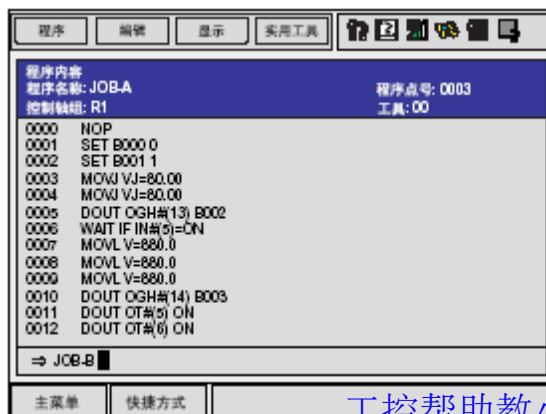 程序 编辑 显示 实用工具
程序内容
程序名称: JOB-A 程序点号: 0003
控制轴组: R1 工具: 00
0000 NOP
0001 SET B000 0
0002 SET B001 1
0003 MOVJ VJ=80.00
0004 MOVJ VJ=80.00
0005 DOUT OGH#(13) B002
0006 WAIT IF IN#(5)=ON
0007 MOVL V=880.0
0008 MOVL V=880.0
0009 MOVL V=880.0
0010 DOUT OGH#(14) B003
0011 DOUT OT#(5) ON
0012 DOUT OT#(6) ON
⇒ JOB-B
主菜单 快捷方式
工控帮助教